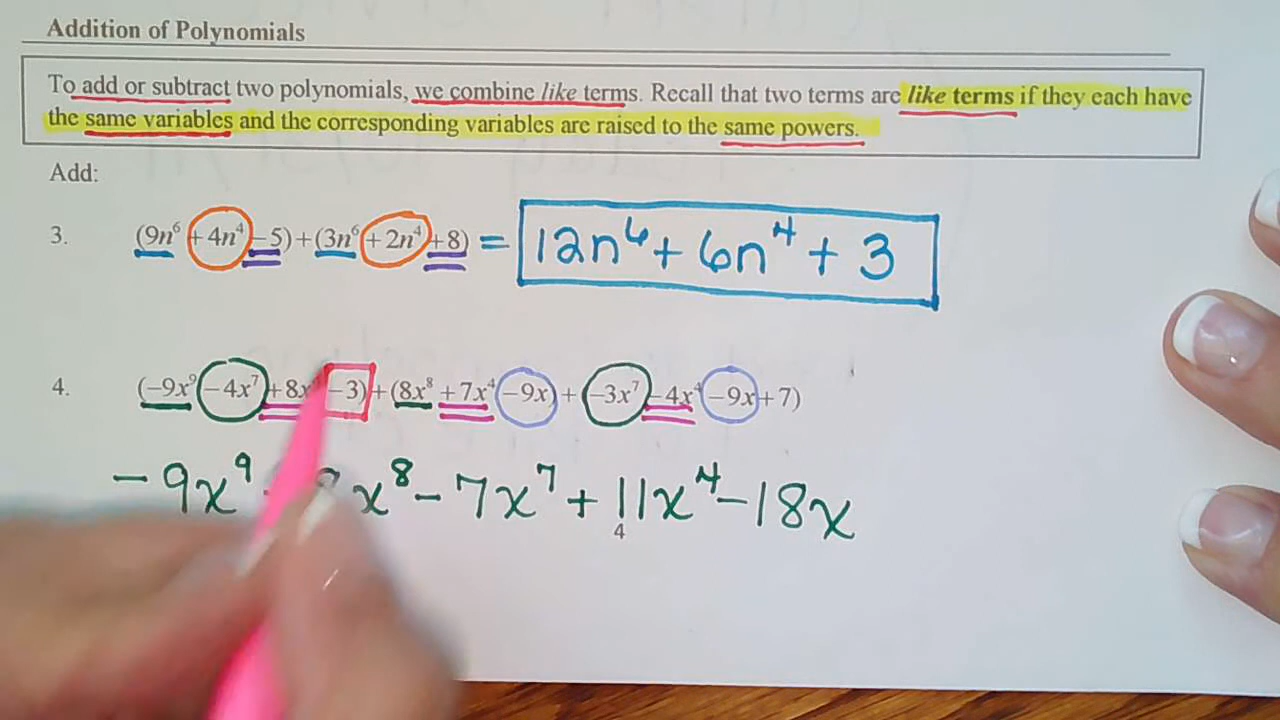 Addition of Polynomials
To add or subtract two polynomials, we combine like terms. Recall that two terms are like terms if they each have
the same variables and the corresponding variables are raised to the same powers.
Add:
3. (9n⁶ + 4n⁴ − 5) + (3n⁶ + 2n⁴ + 8) = 12n⁶ + 6n⁴ + 3
4. (−9x⁹ − 4x⁷ + 8x − 3) + (8x⁸ + 7x⁴ − 9x) + (−3x⁷ − 4x⁴ − 9x + 7)
−9x⁹ 8x⁸ − 7x⁷ + 11x⁴ − 18x
4